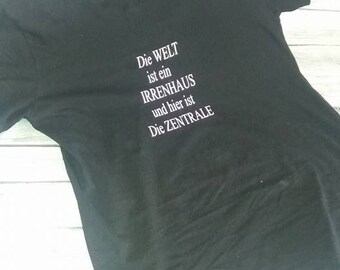 Die WELT
ist ein
IRRENHAUS
und hier ist
Die ZENTRALE